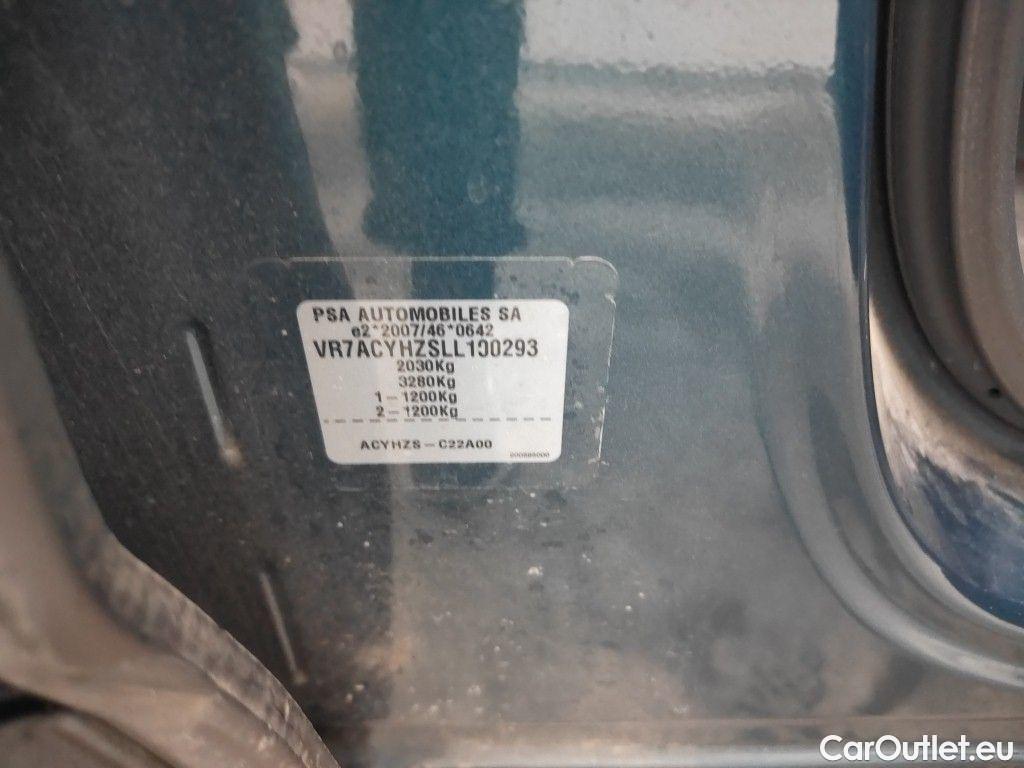 PSA AUTOMOBILES SA
e2*2007/46*0642
VR7ACYHZSLL100293
2030Kg
3280Kg
1-1200Kg
2-1200Kg
ACYHZS-C22A00
CarOutlet.eu